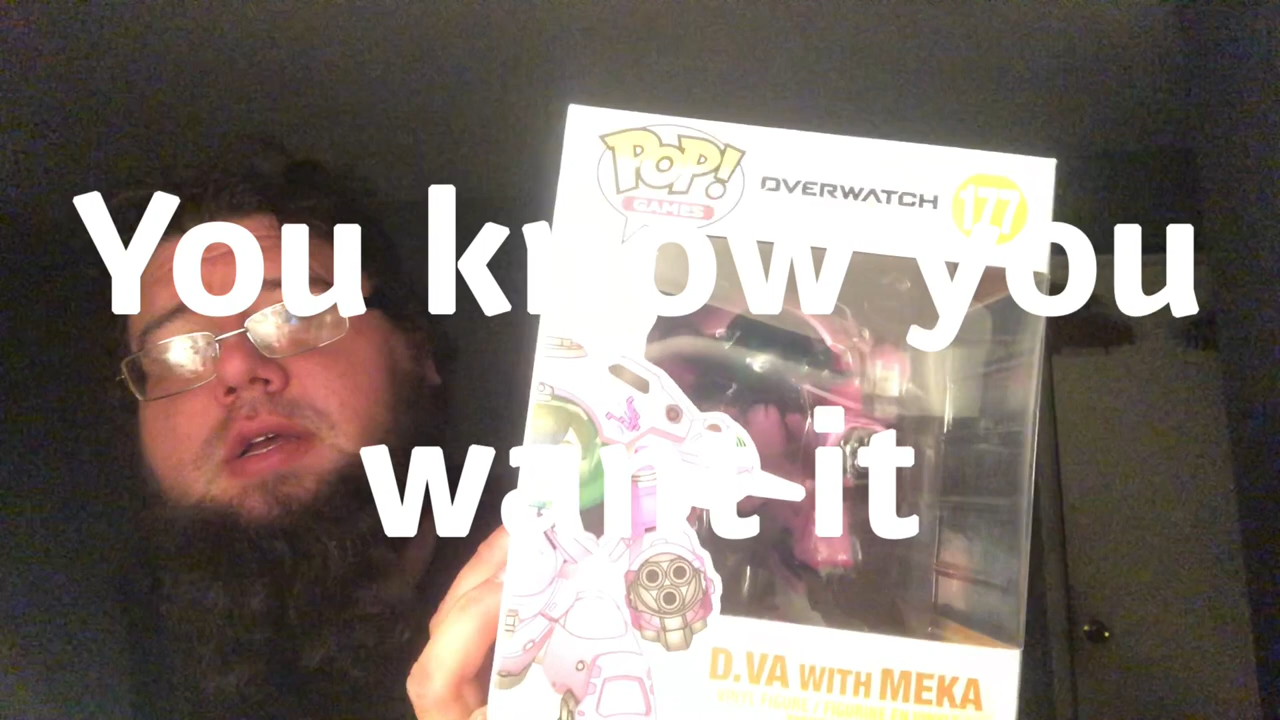 POP!
GAMES
OVERWATCH
177
You know you
want it
D.VA WITH MEKA